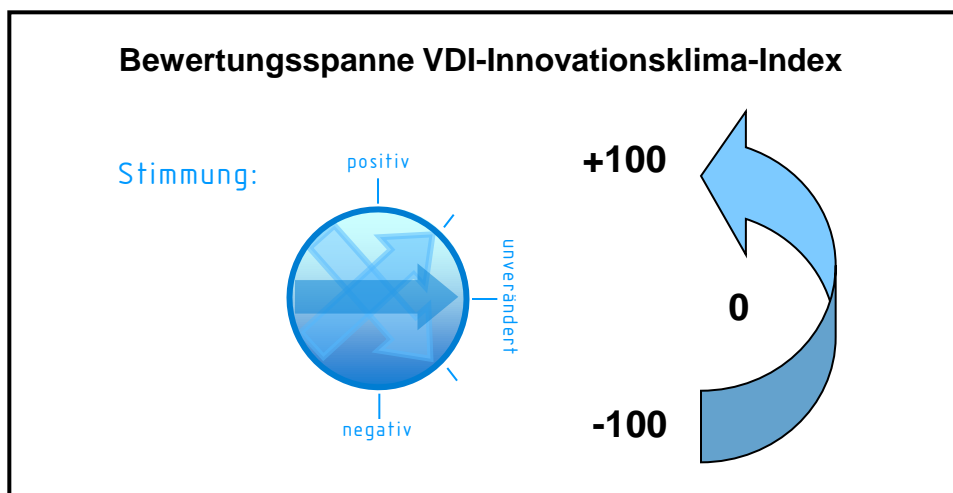 Bewertungsspanne VDI-Innovationsklima-Index
Stimmung:
positiv
unverändert
negativ
+100
0
-100